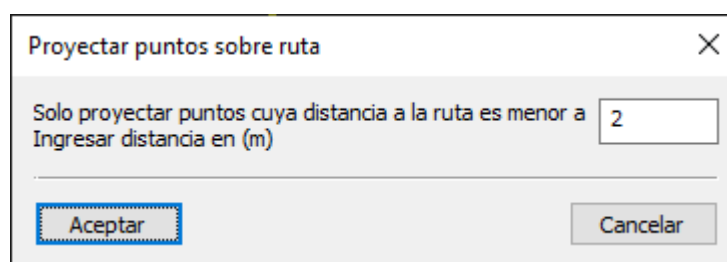 Proyectar puntos sobre ruta
Solo proyectar puntos cuya distancia a la ruta es menor a
Ingresar distancia en (m)
2
Aceptar
Cancelar